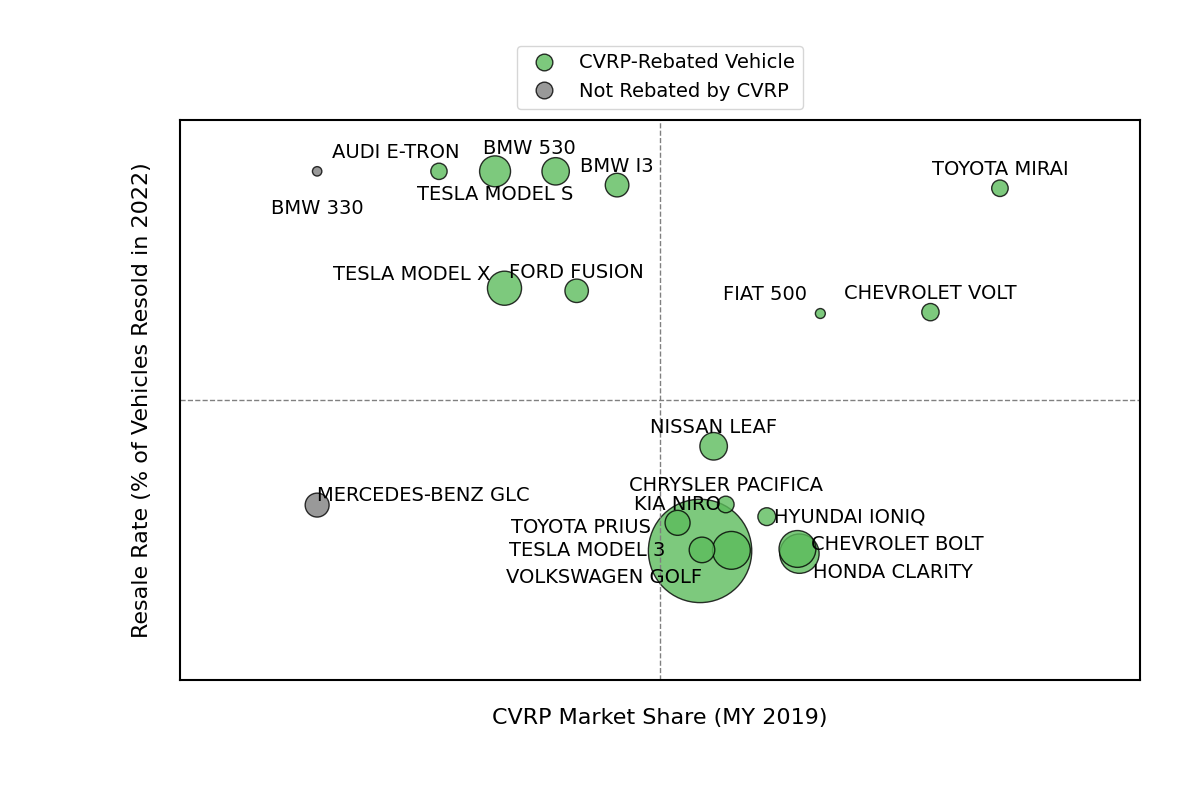 CVRP-Rebated Vehicle
Not Rebated by CVRP
AUDI E-TRON
BMW 530
BMW I3
TOYOTA MIRAI
TESLA MODEL S
BMW 330
TESLA MODEL X
FORD FUSION
FIAT 500
CHEVROLET VOLT
NISSAN LEAF
CHRYSLER PACIFICA
MERCEDES-BENZ GLC
KIA NIRO
HYUNDAI IONIQ
TOYOTA PRIUS
CHEVROLET BOLT
TESLA MODEL 3
HONDA CLARITY
VOLKSWAGEN GOLF
Resale Rate (% of Vehicles Resold in 2022)
CVRP Market Share (MY 2019)